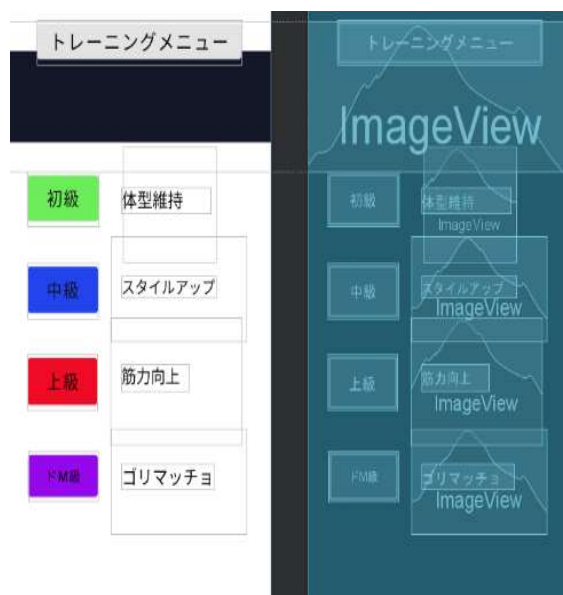 トレーニングメニュー
初級 体型維持
中級 スタイルアップ
上級 筋力向上
ドM級 ゴリマッチョ
トレーニングメニュー
ImageView
初級 体型維持
ImageView
中級 スタイルアップ
ImageView
上級 筋力向上
ImageView
ドM級 ゴリマッチョ
ImageView